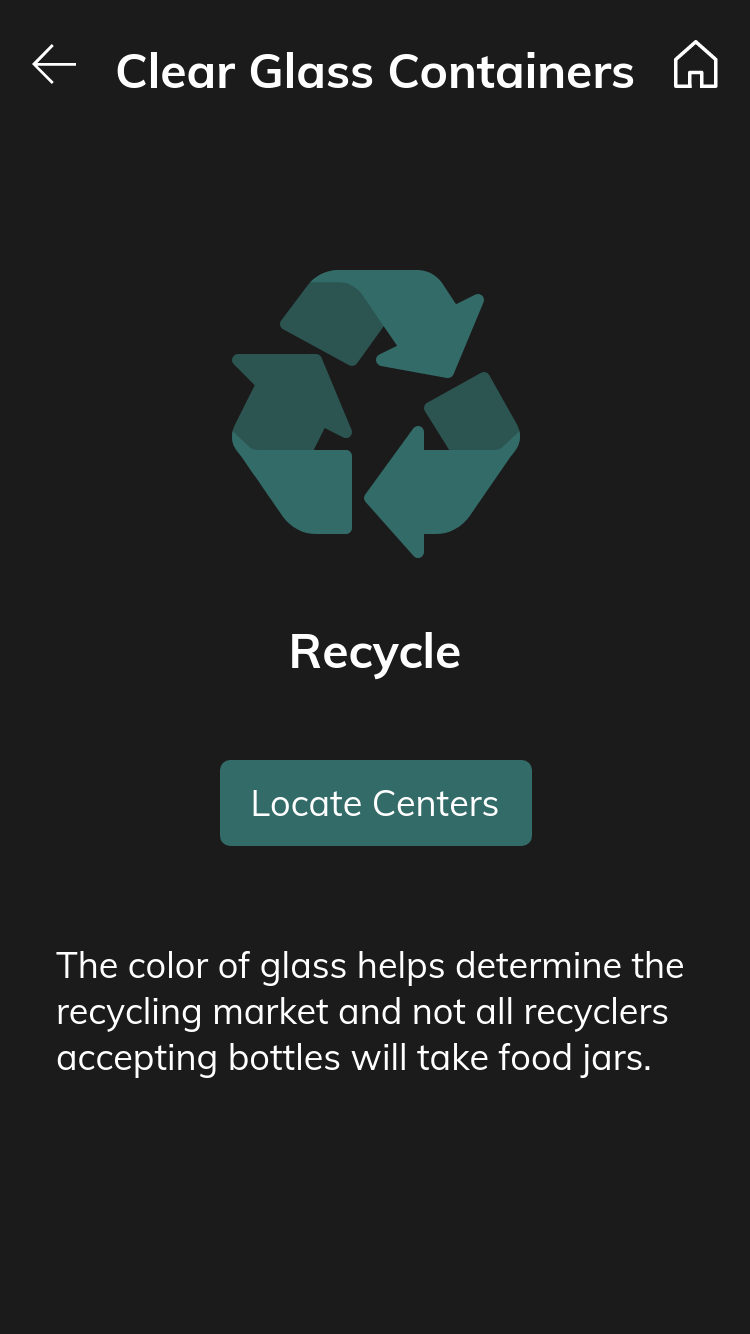 Clear Glass Containers
Recycle
Locate Centers
The color of glass helps determine the
recycling market and not all recyclers
accepting bottles will take food jars.